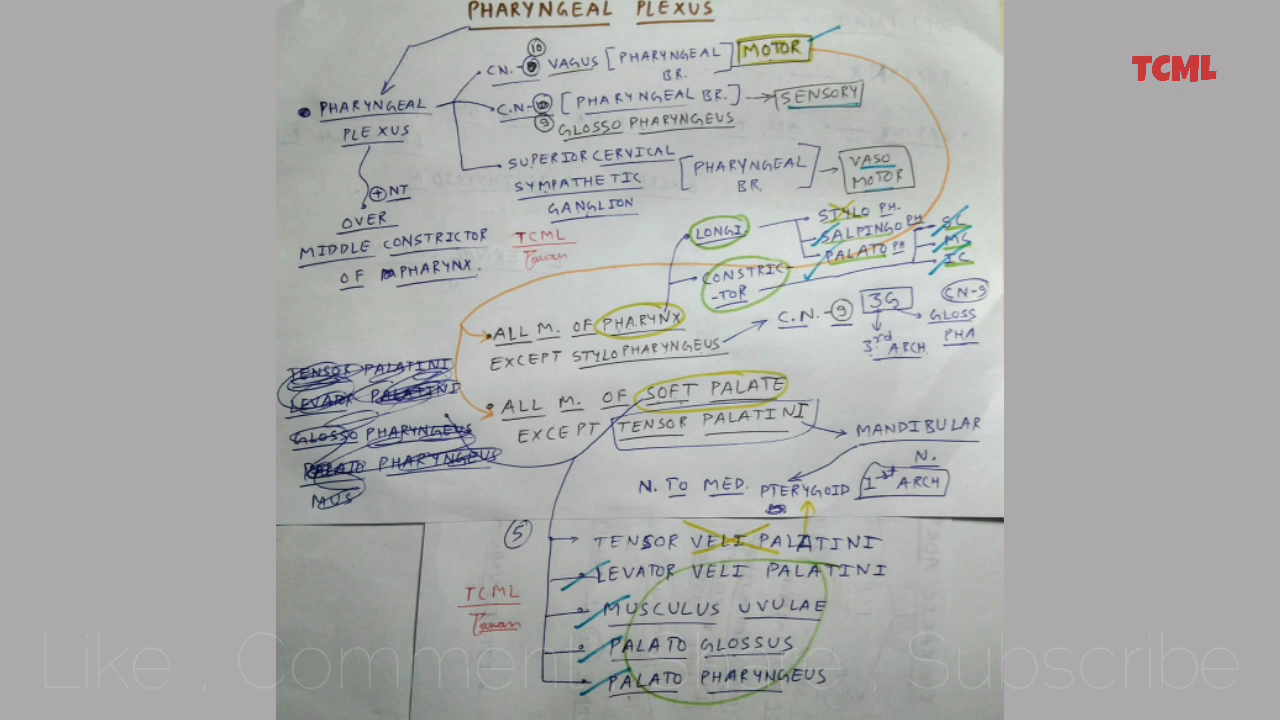 PHARYNGEAL PLEXUS
TCML
PHARYNGEAL
PLEXUS
+ NT
OVER
MIDDLE CONSTRICTOR
OF PHARYNX.
10
CN- VAGUS [PHARYNGEAL
BR.]
MOTOR
C.N- [PHARYNGEAL BR.] → SENSORY
9
GLOSSO PHARYNGEUS
SUPERIOR CERVICAL
SYMPATHETIC
GANGLION
[PHARYNGEAL
BR.]
VASO
MOTOR
TCML
LONGI.
STYLO PH.
SALPINGO PH
PALATO PH
CONSTRIC
-TOR
SC
MC
IC
ALL M. OF PHARYNX
EXCEPT STYLOPHARYNGEUS
C.N.-9
3G
3rd ARCH
CN-9
GLOSS
PHA
TENSOR PALATINI
LEVATR PALATINI
GLOSSO PHARYNGEUS
PALATO PHARYNGEUS
MUS
ALL M. OF SOFT PALATE
EXCEPT TENSOR PALATINI
MANDIBULAR
N.
1st ARCH
N. TO MED. PTERYGOID
5
TENSOR VELI PALATINI
LEVATOR VELI PALATINI
MUSCULUS UVULAE
PALATO GLOSSUS
PALATO PHARYNGEUS
TCML
Like , Comment , Share , Subscribe